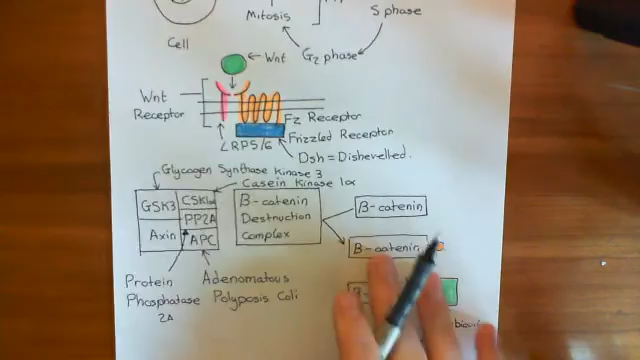 Mitosis
S phase
Cell
G2 phase
Wnt
Wnt
Receptor
Fz Receptor
Frizzled Receptor
LRP5/6
Dsh = Dishevelled.
Glycogen Synthase Kinase 3
Casein Kinase 1α
GSK3
CSK1α
PP2A
Axin
APC
β-catenin
Destruction
Complex
β-catenin
β-catenin
Protein
Phosphatase
2A
Adenomatous
Polyposis Coli